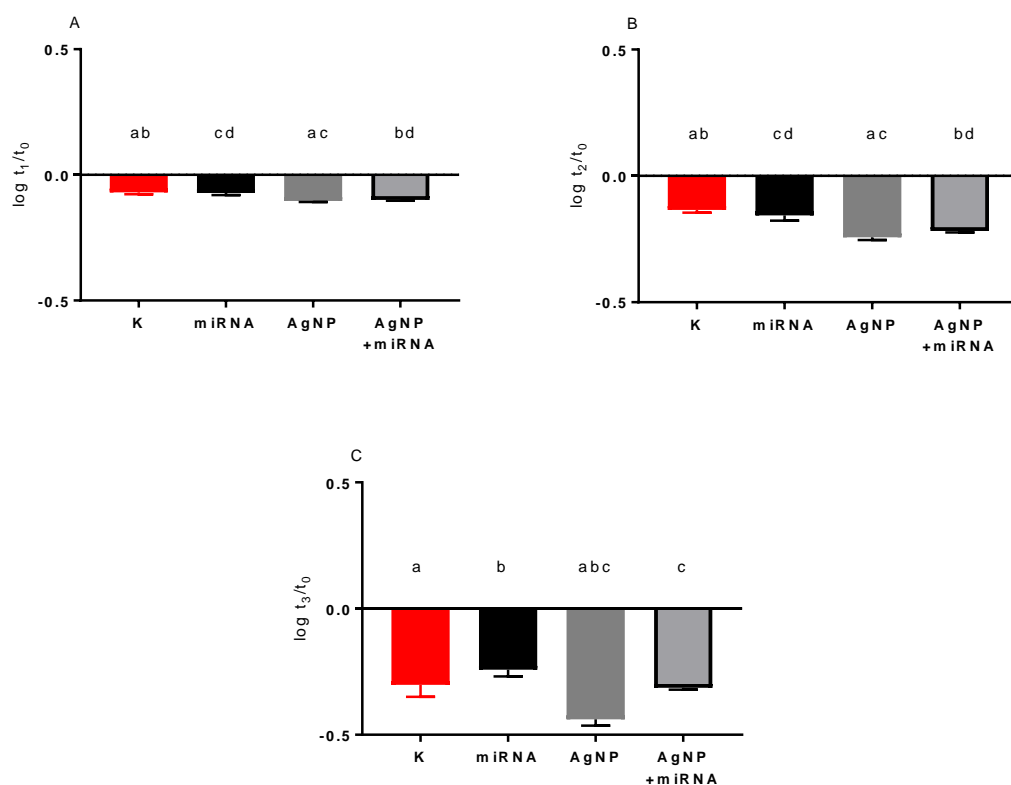 A
0.5
ab cd ac bd
0.0
-0.5
log t1/t0
K miRNA AgNP AgNP
+miRNA
B
0.5
ab cd ac bd
0.0
-0.5
log t2/t0
K miRNA AgNP AgNP
+miRNA
C
0.5
a b abc c
0.0
-0.5
log t3/t0
K miRNA AgNP AgNP
+miRNA